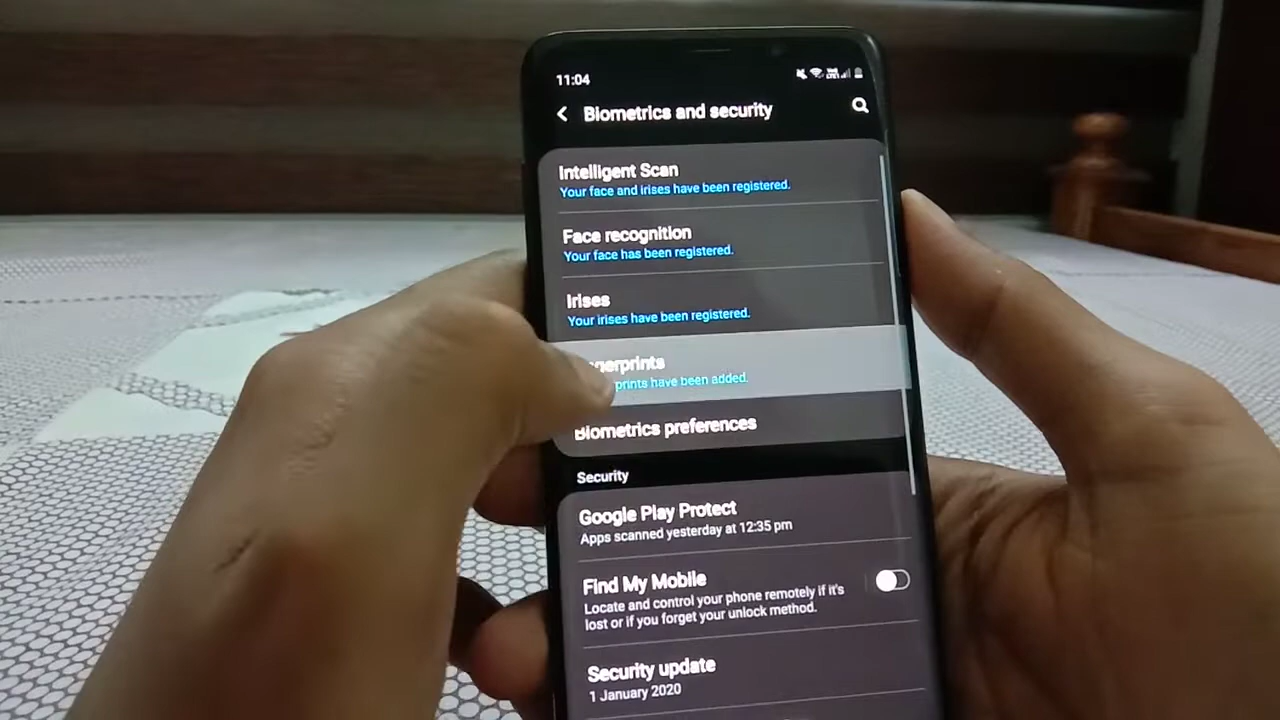 11:04
Biometrics and security
Intelligent Scan
Your face and irises have been registered.
Face recognition
Your face has been registered.
Irises
Your irises have been registered.
gerprints
prints have been added.
Biometrics preferences
Security
Google Play Protect
Apps scanned yesterday at 12:35 pm
Find My Mobile
Locate and control your phone remotely if it's
lost or if you forget your unlock method.
Security update
1 January 2020